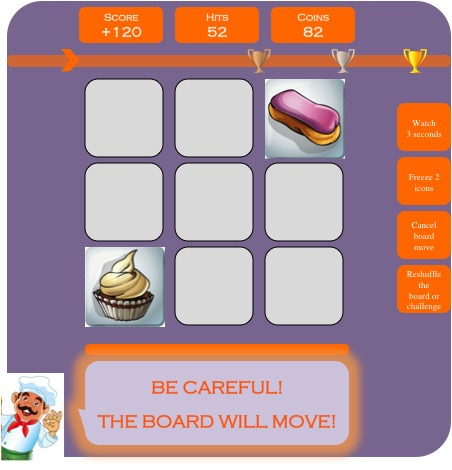 Score
+120
Hits
52
Coins
82
Watch
3 seconds
Freeze 2
icons
Cancel
board
move
Reshuffle
the
board or
challenge
BE CAREFUL!
THE BOARD WILL MOVE!